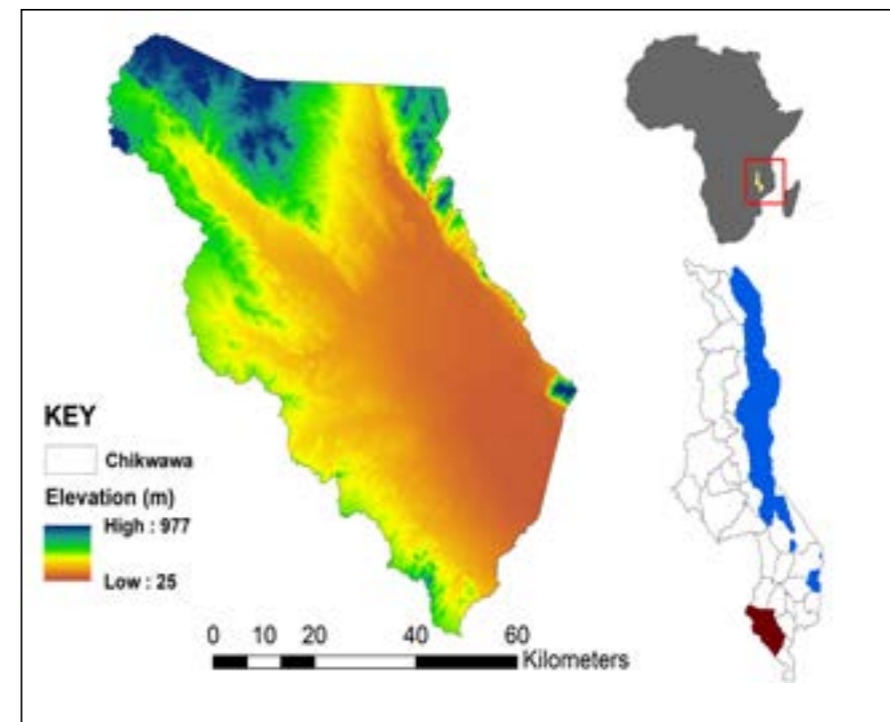 KEY
Chikwawa
Elevation (m)
High : 977
Low : 25
0 10 20 40 60
Kilometers